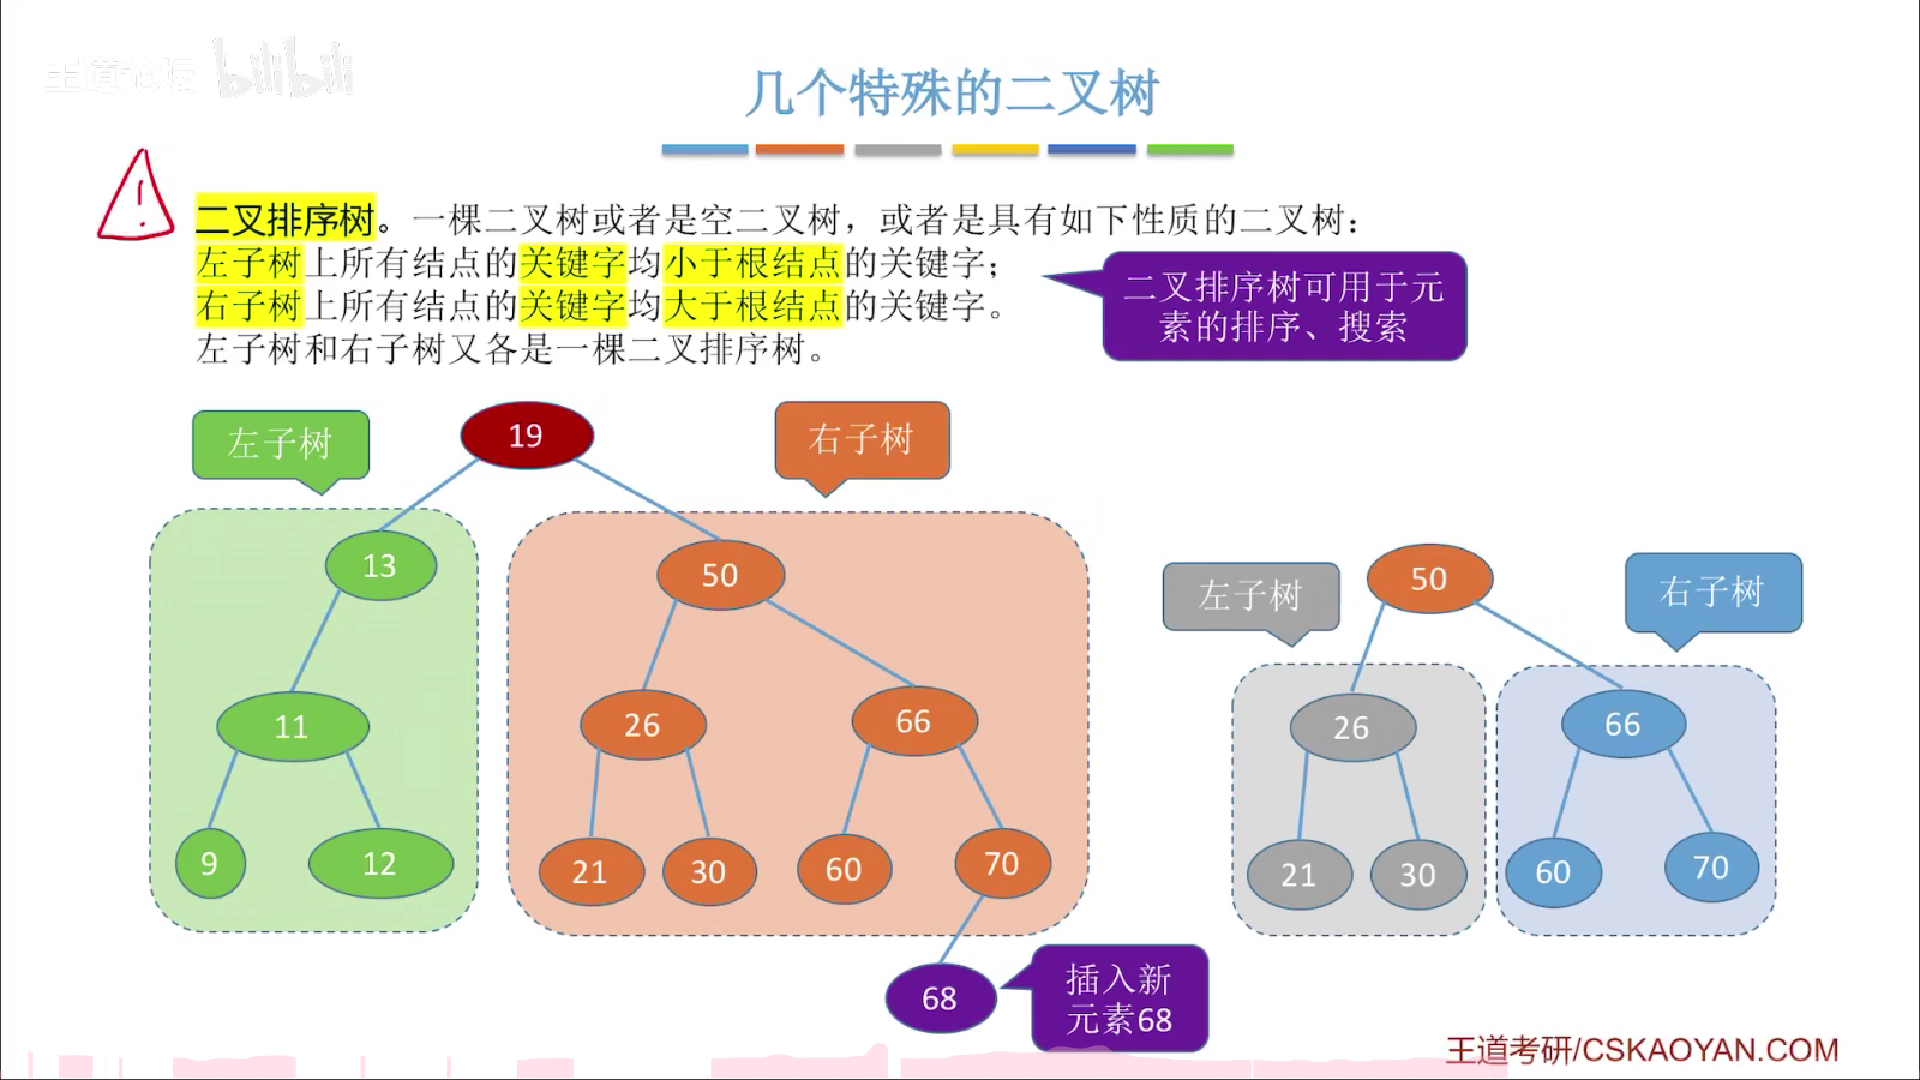 王道论坛 bilibili
几个特殊的二叉树
二叉排序树。一棵二叉树或者是空二叉树，或者是具有如下性质的二叉树：
左子树上所有结点的关键字均小于根结点的关键字；
右子树上所有结点的关键字均大于根结点的关键字。
左子树和右子树又各是一棵二叉排序树。
二叉排序树可用于元
素的排序、搜索
左子树
19
右子树
13
50
11
26
66
9
12
21
30
60
70
68
插入新
元素68
左子树
50
右子树
26
66
21
30
60
70
王道考研/CSKAOYAN.COM